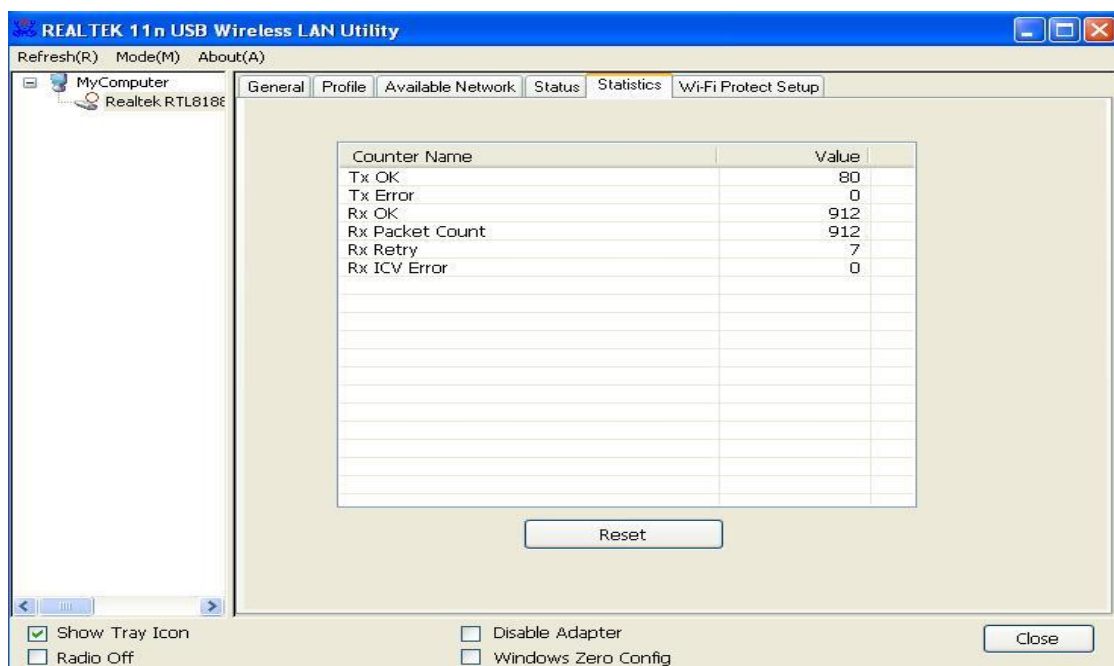 REALTEK 11n USB Wireless LAN Utility
Refresh(R) Mode(M) About(A)
MyComputer
Realtek RTL8188
General Profile Available Network Status Statistics Wi-Fi Protect Setup
Counter Name Value
Tx OK 80
Tx Error 0
Rx OK 912
Rx Packet Count 912
Rx Retry 7
Rx ICV Error 0
Reset
Show Tray Icon Disable Adapter Close
Radio Off Windows Zero Config